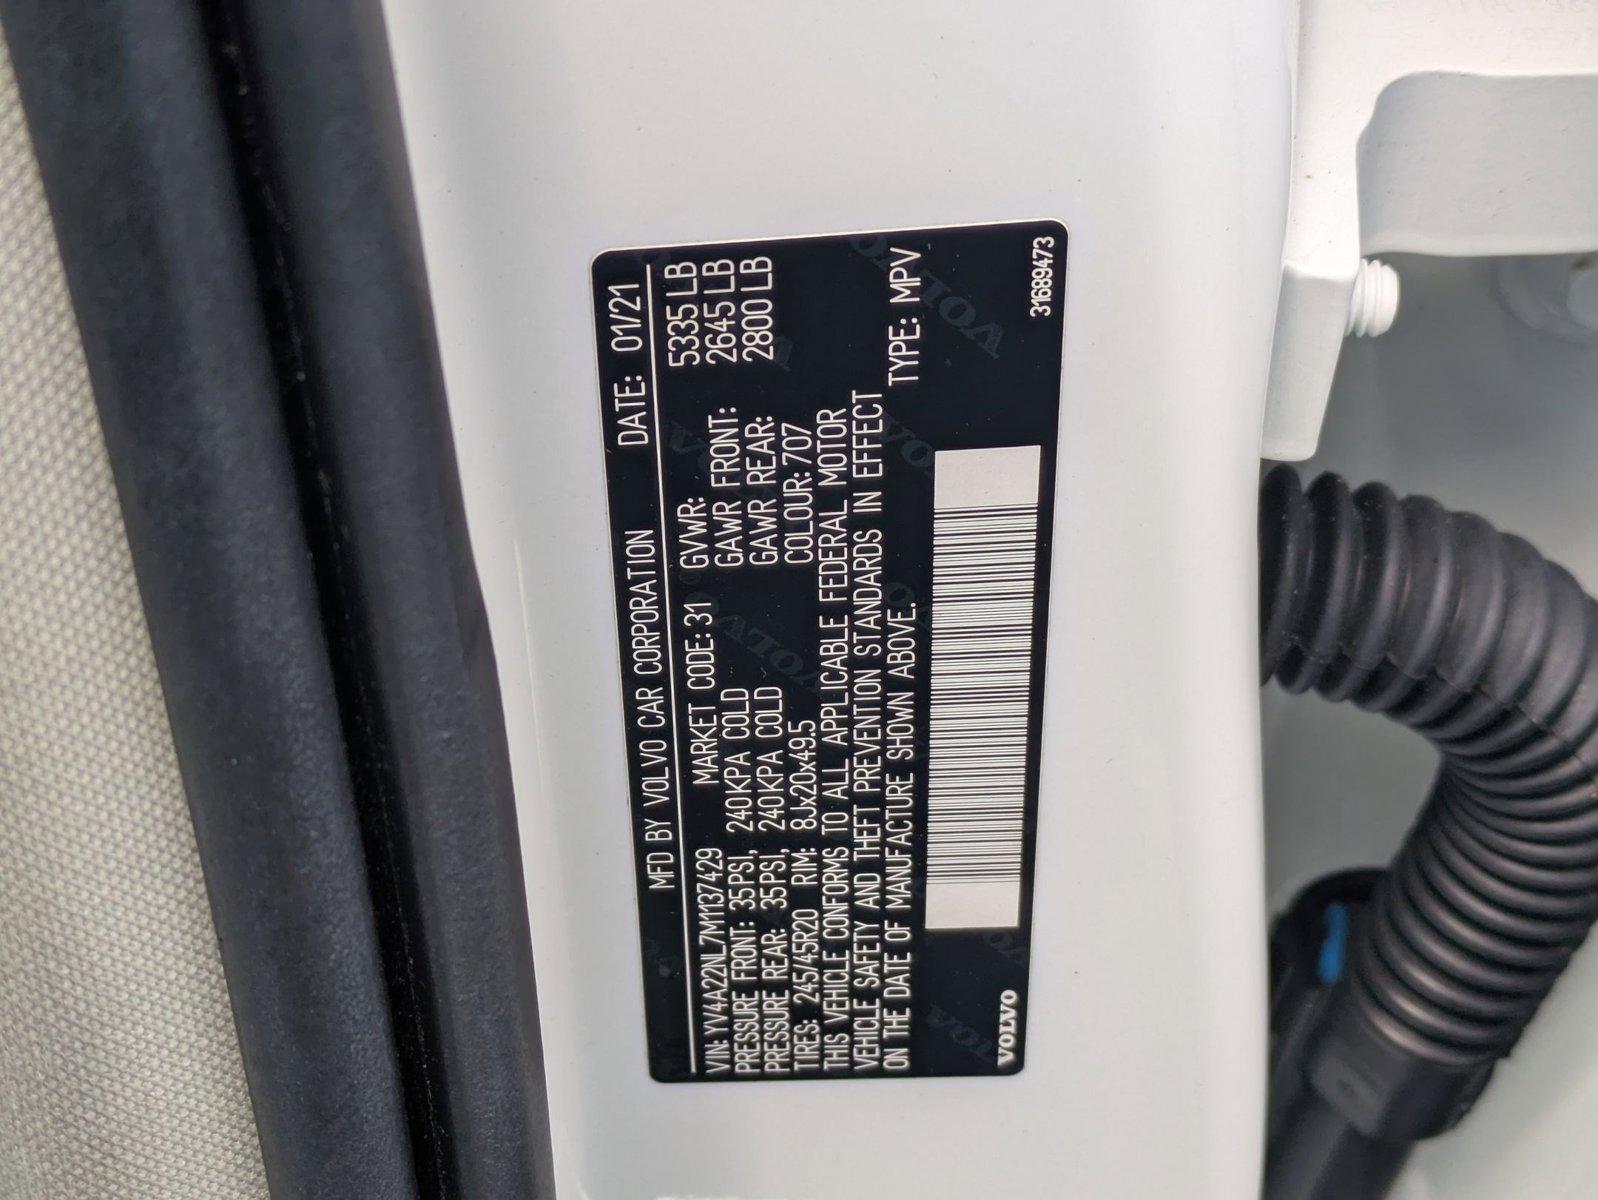 MFD BY VOLVO CAR CORPORATION DATE: 01/21
VIN: YV4A22NL7M1137429 MARKET CODE: 31 GVWR: 5335 LB
PRESSURE FRONT: 35PSI, 240KPA COLD GAWR FRONT: 2645 LB
PRESSURE REAR: 35PSI, 240KPA COLD GAWR REAR: 2800 LB
TIRES: 245/45R20 RIM: 8Jx20x49.5 COLOUR: 707
THIS VEHICLE CONFORMS TO ALL APPLICABLE FEDERAL MOTOR
VEHICLE SAFETY AND THEFT PREVENTION STANDARDS IN EFFECT
ON THE DATE OF MANUFACTURE SHOWN ABOVE. TYPE: MPV
VOLVO 31689473